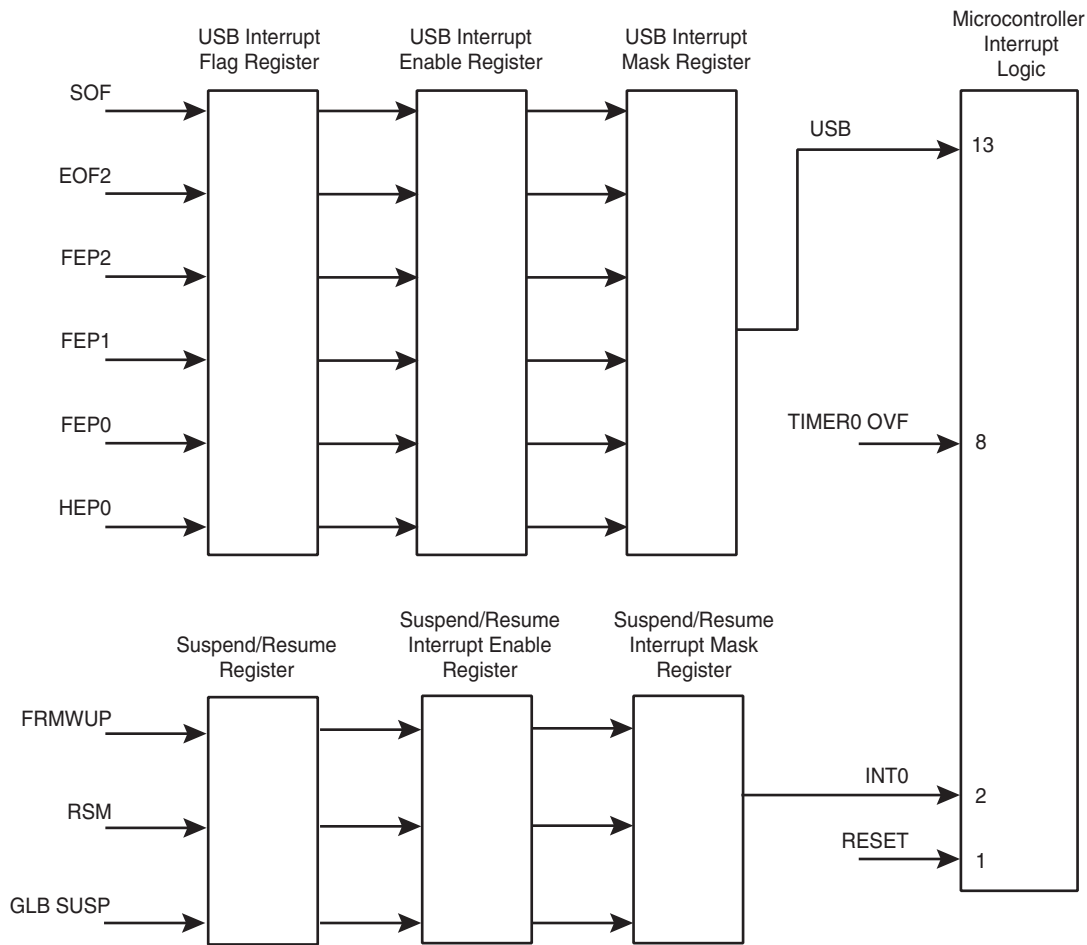 USB Interrupt
Flag Register
USB Interrupt
Enable Register
USB Interrupt
Mask Register
Microcontroller
Interrupt
Logic
SOF
EOF2
FEP2
FEP1
FEP0
HEP0
USB
13
TIMER0 OVF
8
Suspend/Resume
Register
Suspend/Resume
Interrupt Enable
Register
Suspend/Resume
Interrupt Mask
Register
FRMWUP
RSM
GLB SUSP
INT0
2
RESET
1